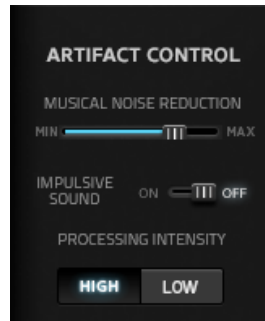 ARTIFACT CONTROL
MUSICAL NOISE REDUCTION
MIN MAX
IMPULSIVE
SOUND
ON OFF
PROCESSING INTENSITY
HIGH LOW